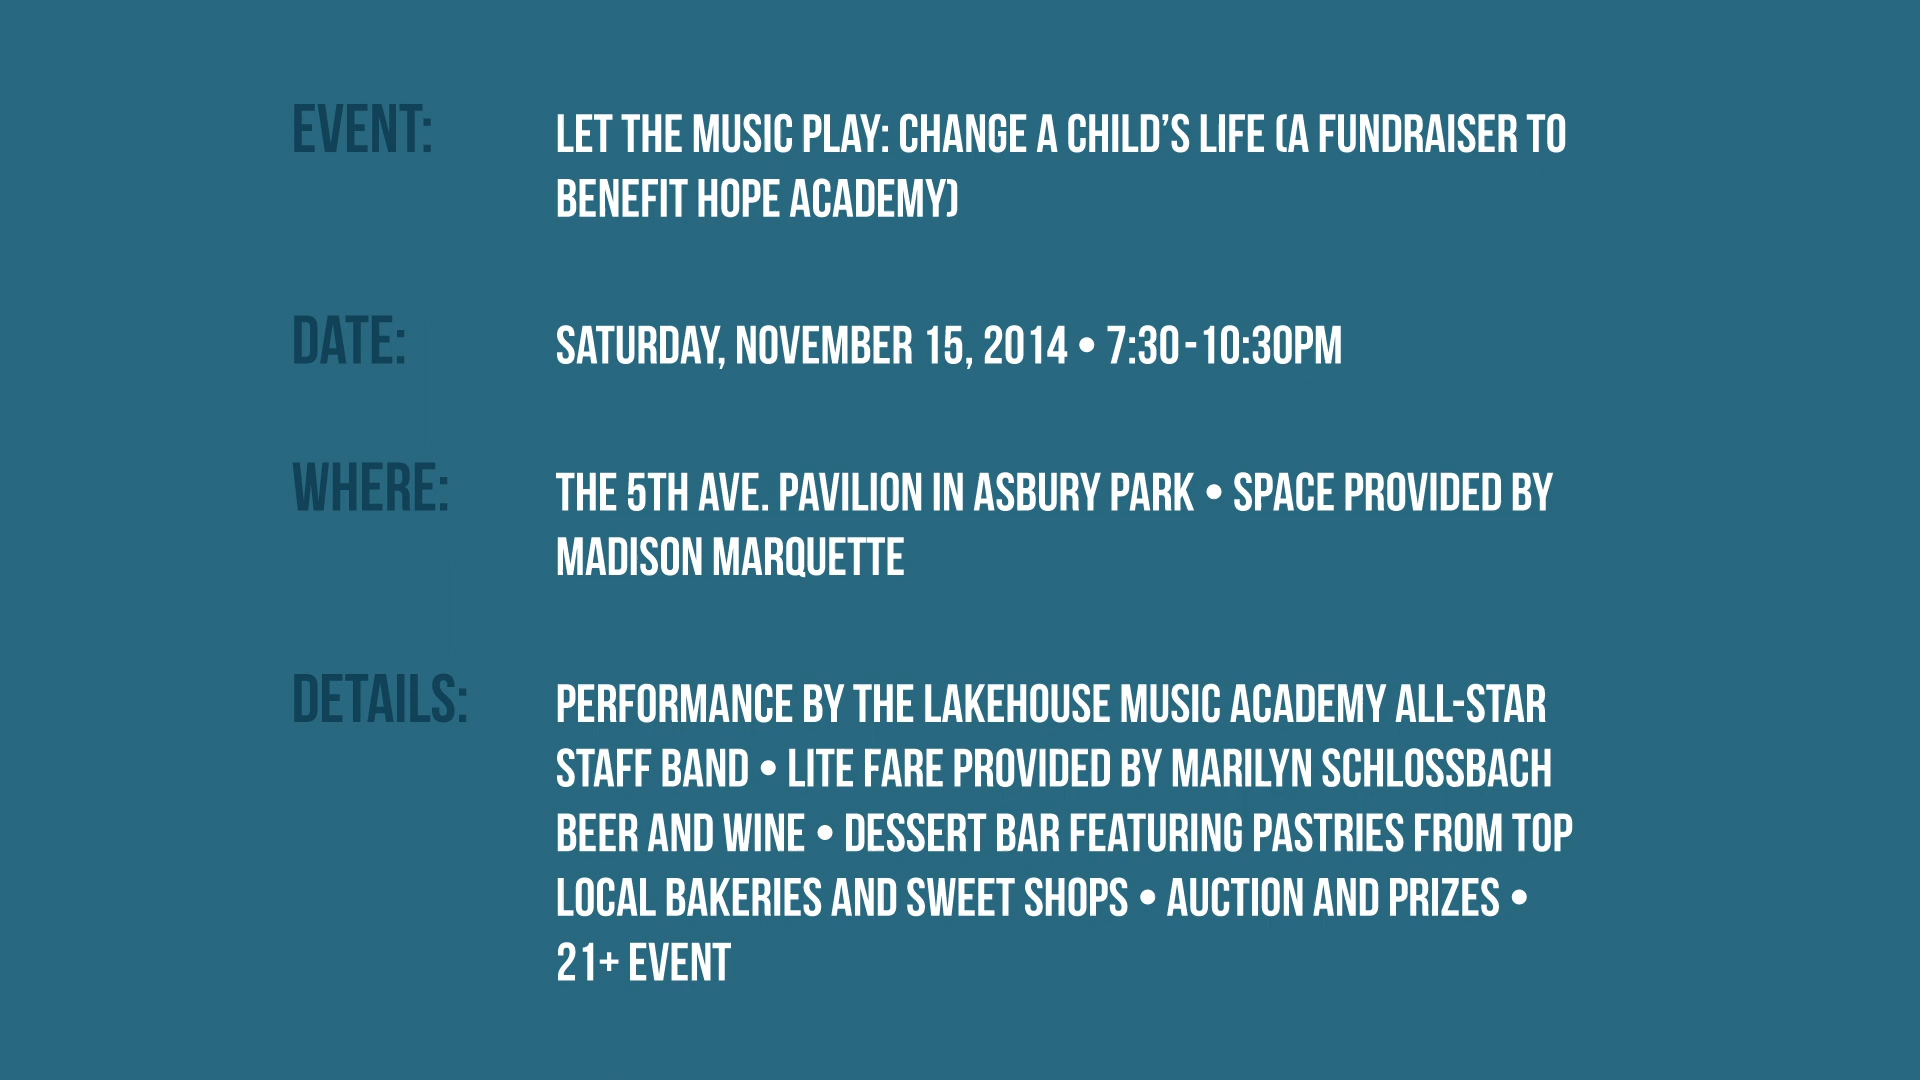 EVENT: LET THE MUSIC PLAY: CHANGE A CHILD’S LIFE (A FUNDRAISER TO
BENEFIT HOPE ACADEMY)
DATE: SATURDAY, NOVEMBER 15, 2014 • 7:30-10:30PM
WHERE: THE 5TH AVE. PAVILION IN ASBURY PARK • SPACE PROVIDED BY
MADISON MARQUETTE
DETAILS: PERFORMANCE BY THE LAKEHOUSE MUSIC ACADEMY ALL-STAR
STAFF BAND • LITE FARE PROVIDED BY MARILYN SCHLOSSBACH
BEER AND WINE • DESSERT BAR FEATURING PASTRIES FROM TOP
LOCAL BAKERIES AND SWEET SHOPS • AUCTION AND PRIZES •
21+ EVENT